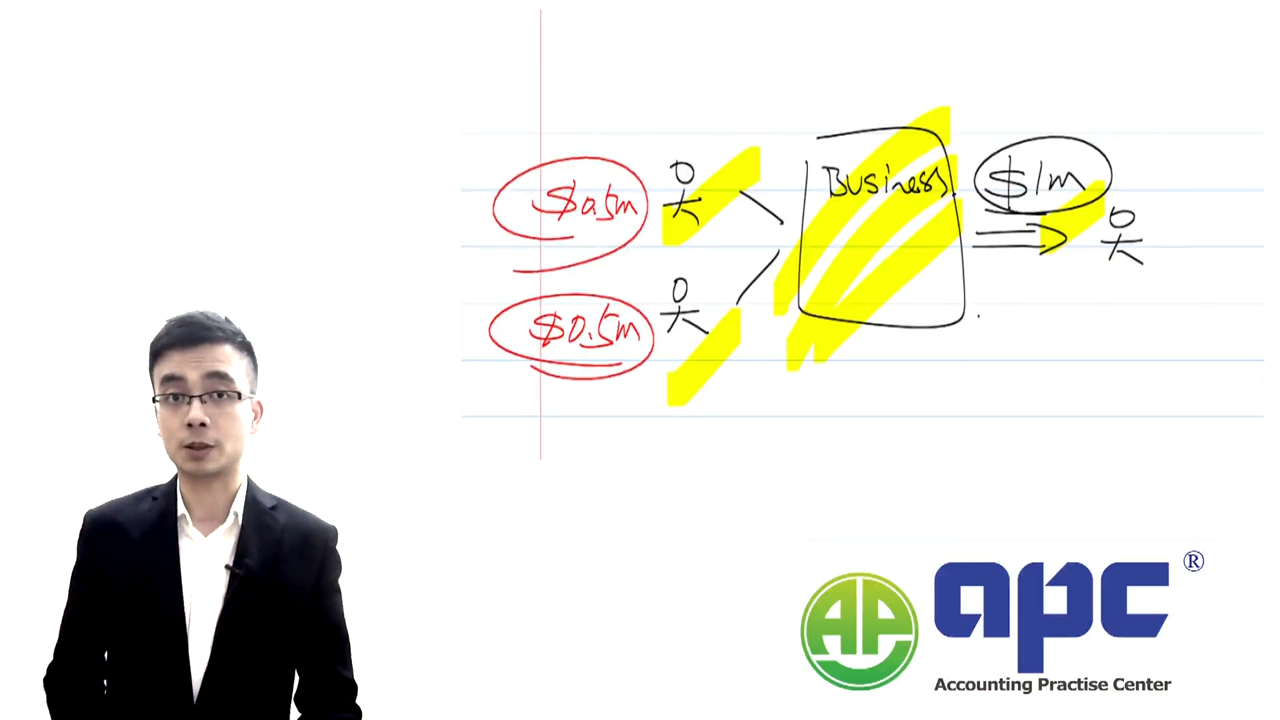 $0.5m
$0.5m
Business
$1m
AP
apc®
Accounting Practise Center